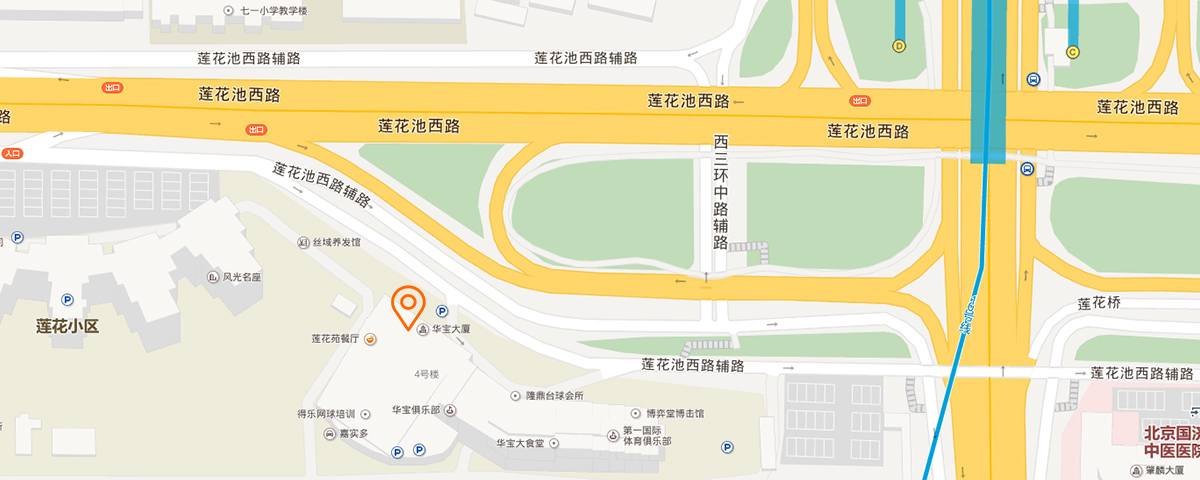 七一小学教学楼
莲花池西路辅路
莲花池西路辅路
D
C
出口
莲花池西路
莲花池西路
出口
莲花池西路
路
出口
莲花池西路
莲花池西路
入口
西三环中路辅路
莲花池西路辅路
P
丝域养发馆
风光名座
P
莲花小区
P
华宝大厦
莲花苑餐厅
莲花桥
莲花池西路辅路
莲花池西路辅路
4号楼
隆鼎台球会所
得乐网球培训
华宝俱乐部
博弈堂博击馆
嘉实多
第一国际
体育俱乐部
华宝大食堂
P
P
P
北京国济
中医医院
肇麟大厦